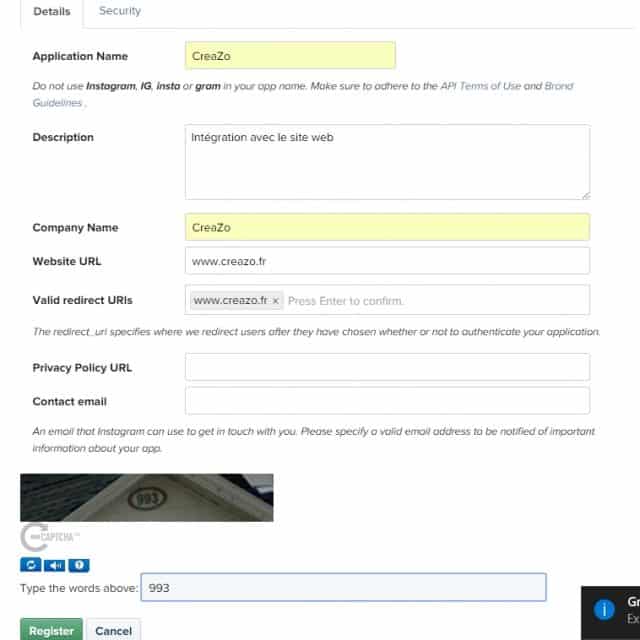 Details Security
Application Name CreaZo
Do not use Instagram, IG, insta or gram in your app name. Make sure to adhere to the API Terms of Use and Brand
Guidelines .
Description Intégration avec le site web
Company Name CreaZo
Website URL www.creazo.fr
Valid redirect URIs www.creazo.fr × Press Enter to confirm.
The redirect_uri specifies where we redirect users after they have chosen whether or not to authenticate your application.
Privacy Policy URL
Contact email
An email that Instagram can use to get in touch with you. Please specify a valid email address to be notified of important
information about your app.
993
CAPTCHA™
Type the words above: 993
Register Cancel
Gr
Ex